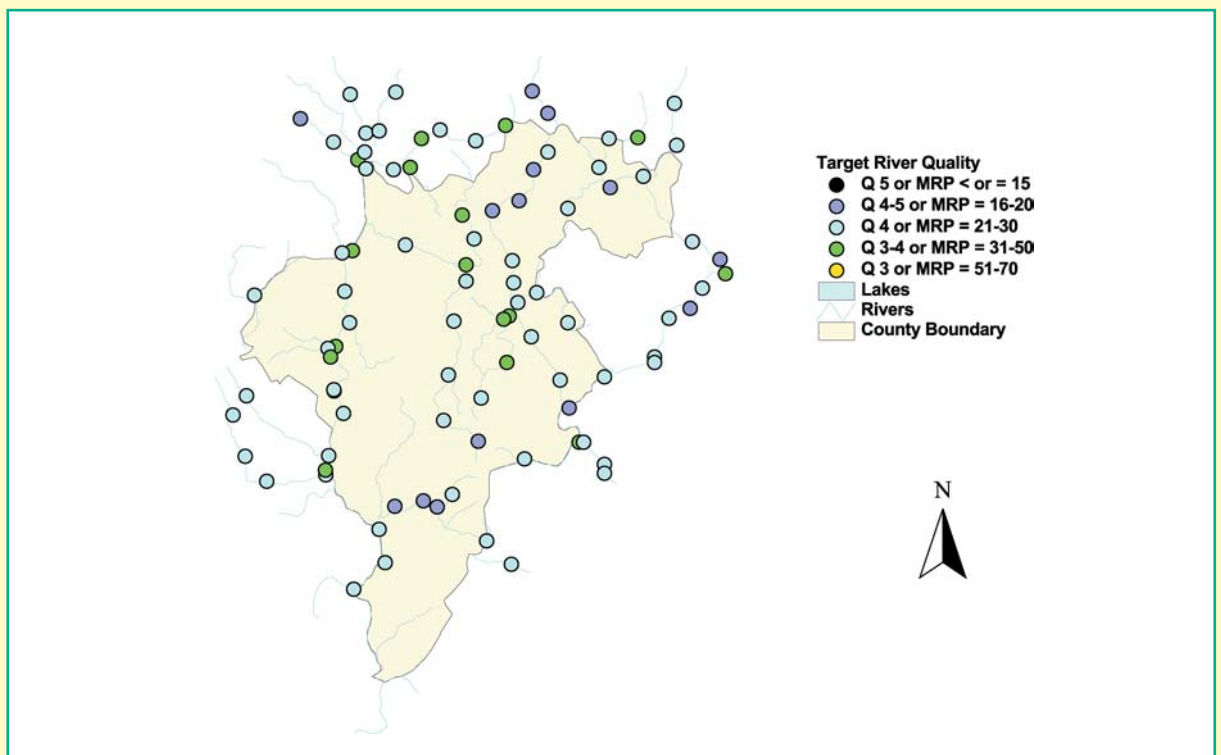 Target River Quality
Q 5 or MRP < or = 15
Q 4-5 or MRP = 16-20
Q 4 or MRP = 21-30
Q 3-4 or MRP = 31-50
Q 3 or MRP = 51-70
Lakes
Rivers
County Boundary
N